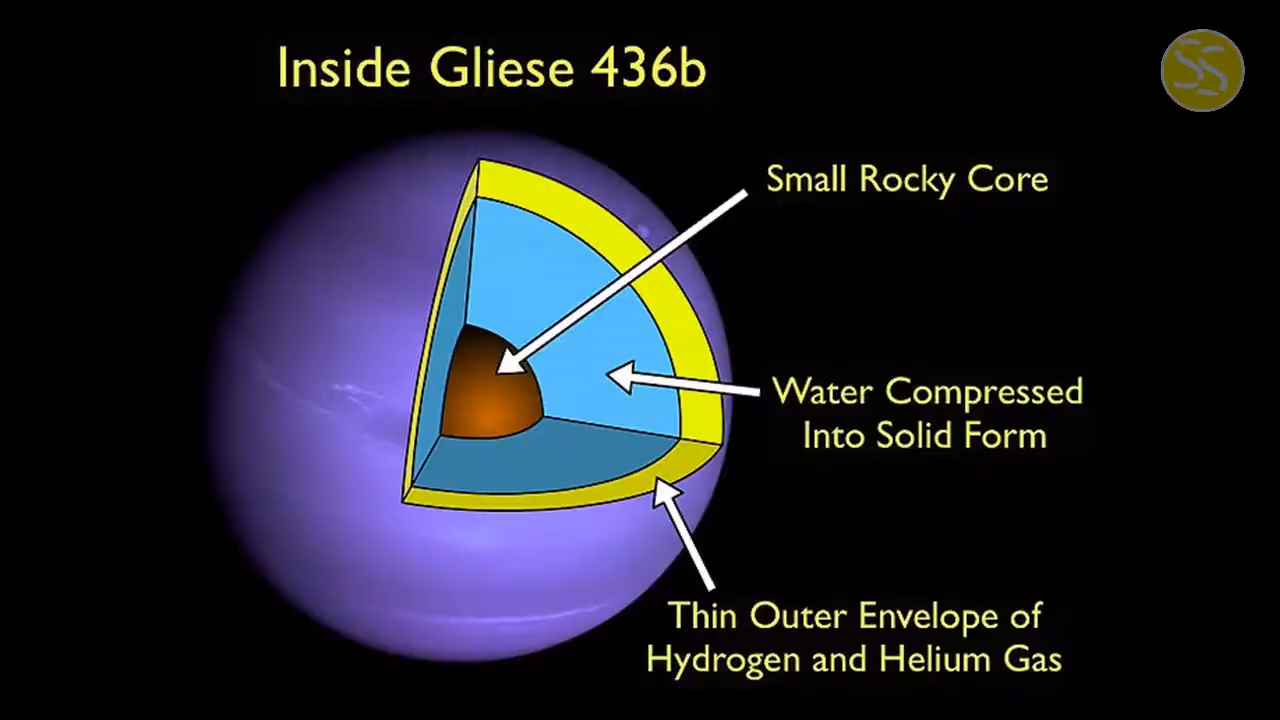 Inside Gliese 436b
SS
Small Rocky Core
Water Compressed
Into Solid Form
Thin Outer Envelope of
Hydrogen and Helium Gas